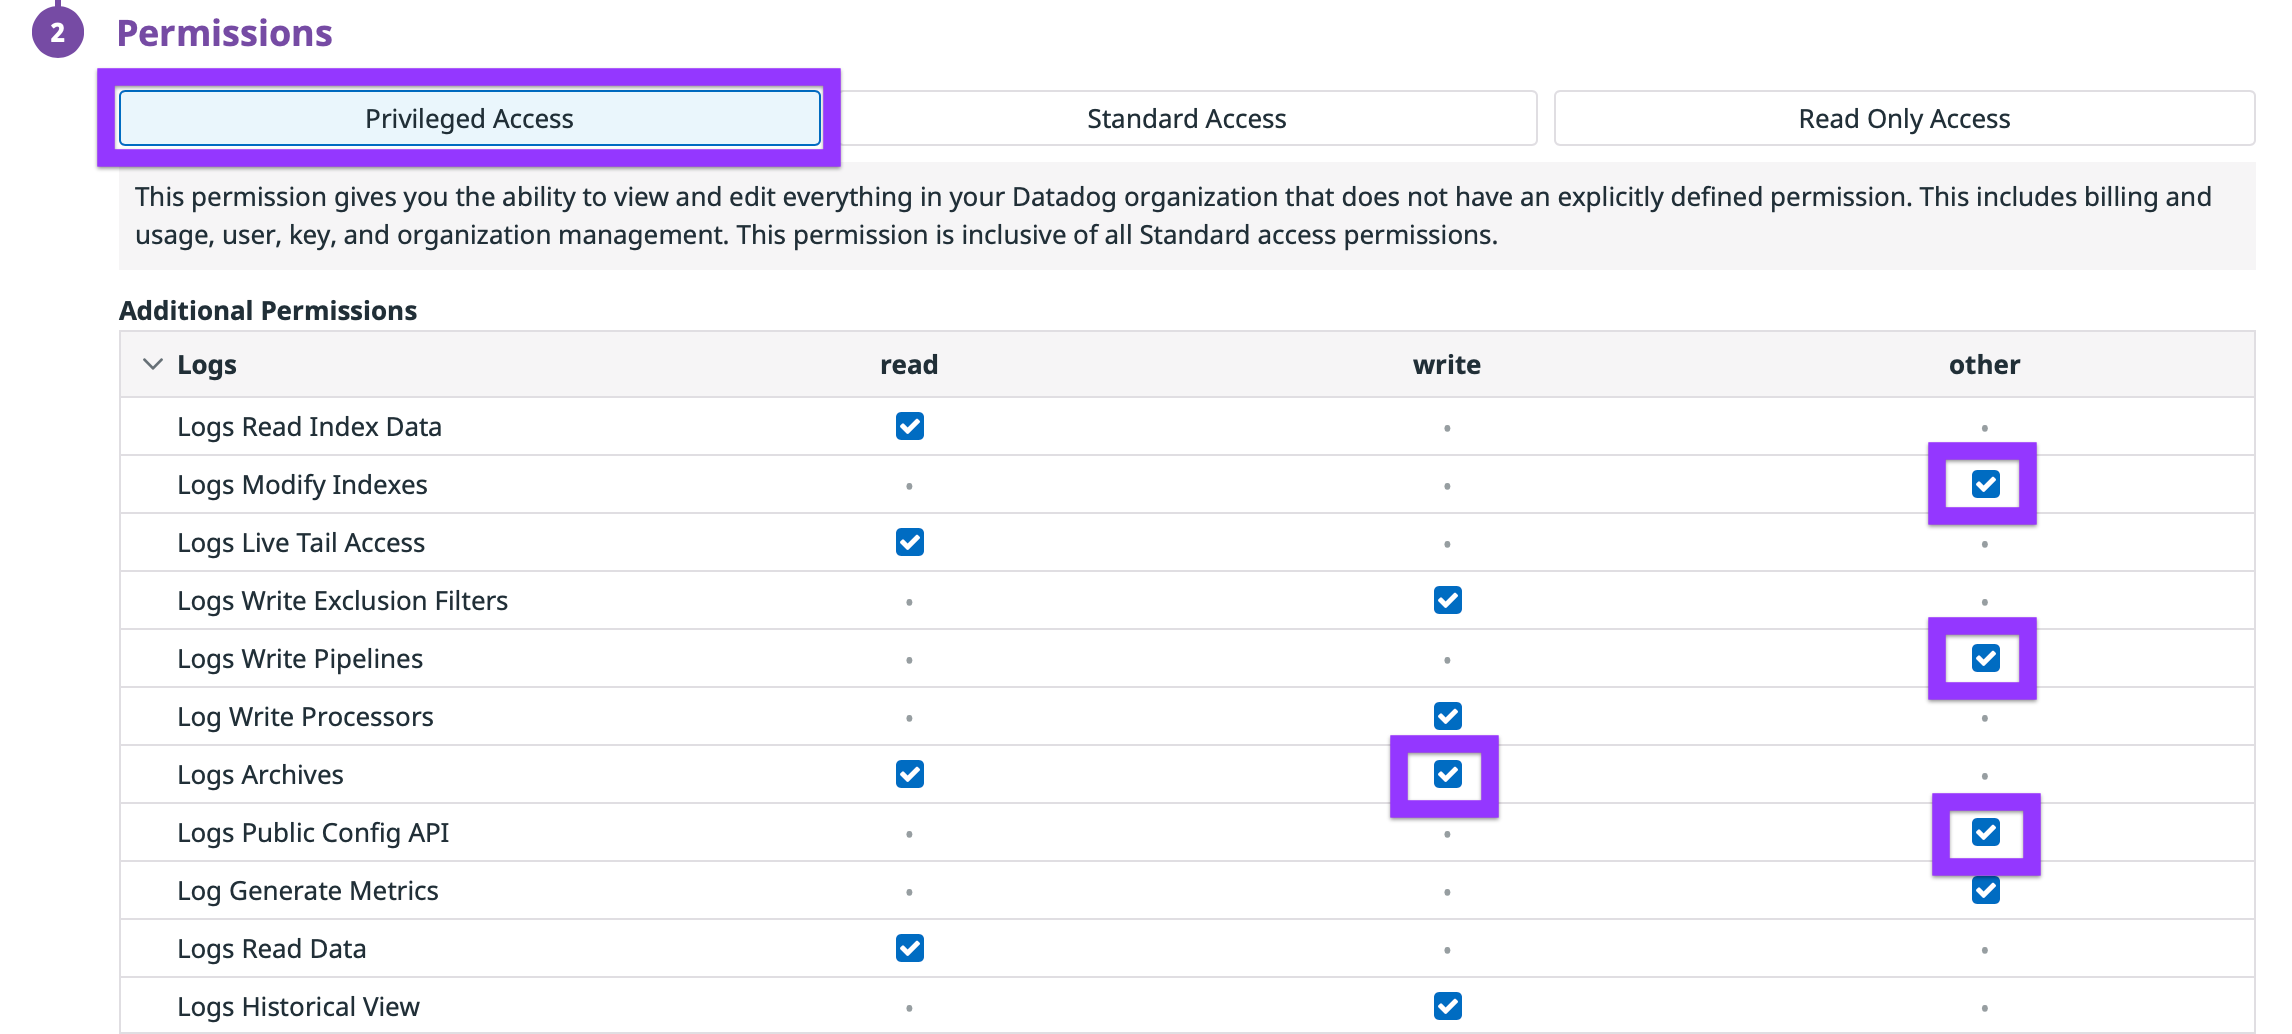 2 Permissions
Privileged Access Standard Access Read Only Access
This permission gives you the ability to view and edit everything in your Datadog organization that does not have an explicitly defined permission. This includes billing and
usage, user, key, and organization management. This permission is inclusive of all Standard access permissions.
Additional Permissions
Logs read write other
Logs Read Index Data
Logs Modify Indexes
Logs Live Tail Access
Logs Write Exclusion Filters
Logs Write Pipelines
Log Write Processors
Logs Archives
Logs Public Config API
Log Generate Metrics
Logs Read Data
Logs Historical View